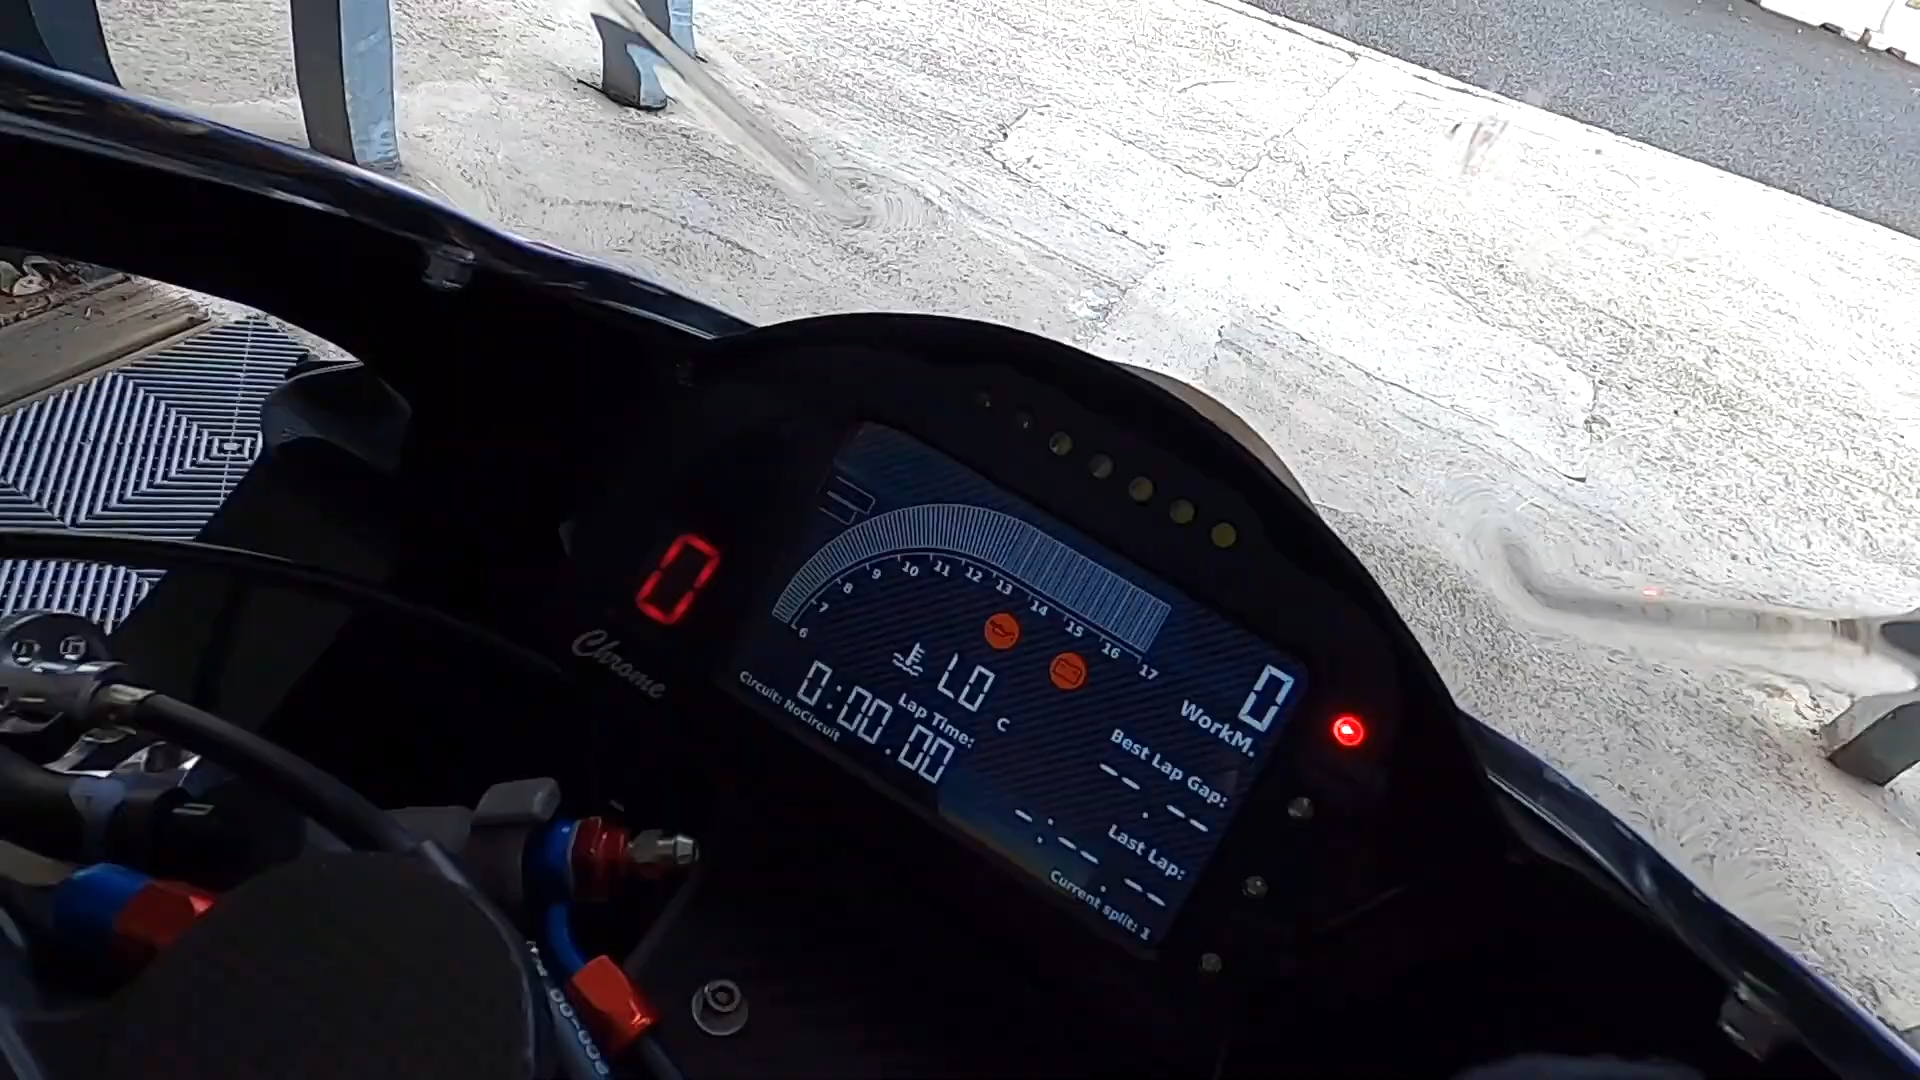 0
Chrome
6 7 8 9 10 11 12 13 14 15 16 17
LO c
Lap Time:
0:00.00
Circuit: NoCircuit
0
WorkM.
Best Lap Gap:
--.--
Last Lap:
-:--.--
Current split: 1